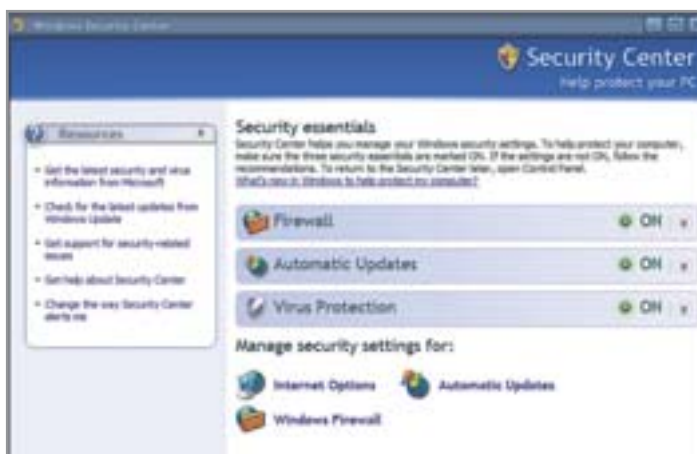 Windows Security Center
Security Center
Help protect your PC
Resources
• Get the latest security and virus
information from Microsoft
• Check for the latest updates from
Windows Update
• Get support for security-related
issues
• Get help about Security Center
• Change the way Security Center
alerts me
Security essentials
Security Center helps you manage your Windows security settings. To help protect your computer,
make sure the three security essentials are marked ON. If the settings are not ON, follow the
recommendations. To return to the Security Center later, open Control Panel.
What's new in Windows to help protect my computer?
Firewall ON
Automatic Updates ON
Virus Protection ON
Manage security settings for:
Internet Options Automatic Updates
Windows Firewall